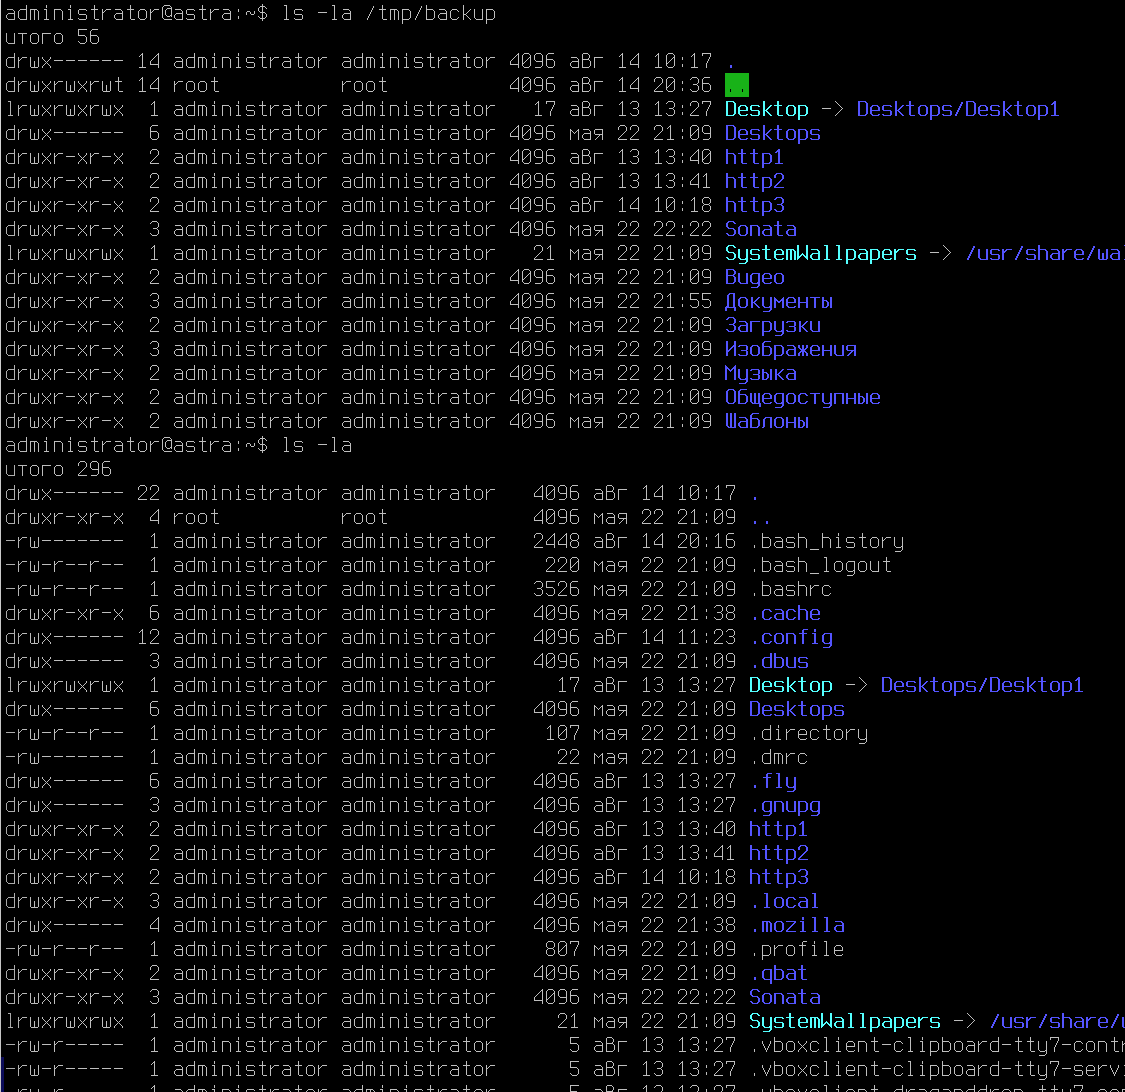 administrator@astra:~$ ls -la /tmp/backup
итого 56
drwx------ 14 administrator administrator 4096 авг 14 10:17 .
drwxrwxrwt 14 root          root          4096 авг 14 20:36 ..
lrwxrwxrwx  1 administrator administrator   17 авг 13 13:27 Desktop -> Desktops/Desktop1
drwx------  6 administrator administrator 4096 мая 22 21:09 Desktops
drwxr-xr-x  2 administrator administrator 4096 авг 13 13:40 http1
drwxr-xr-x  2 administrator administrator 4096 авг 13 13:41 http2
drwxr-xr-x  2 administrator administrator 4096 авг 14 10:18 http3
drwxr-xr-x  3 administrator administrator 4096 мая 22 22:22 Sonata
lrwxrwxrwx  1 administrator administrator   21 мая 22 21:09 SystemWallpapers -> /usr/share/wa
drwxr-xr-x  2 administrator administrator 4096 мая 22 21:09 Видео
drwxr-xr-x  3 administrator administrator 4096 мая 22 21:55 Документы
drwxr-xr-x  2 administrator administrator 4096 мая 22 21:09 Загрузки
drwxr-xr-x  3 administrator administrator 4096 мая 22 21:09 Изображения
drwxr-xr-x  2 administrator administrator 4096 мая 22 21:09 Музыка
drwxr-xr-x  2 administrator administrator 4096 мая 22 21:09 Общедоступные
drwxr-xr-x  2 administrator administrator 4096 мая 22 21:09 Шаблоны
administrator@astra:~$ ls -la
итого 296
drwx------ 22 administrator administrator   4096 авг 14 10:17 .
drwxr-xr-x  4 root          root            4096 мая 22 21:09 ..
-rw-------  1 administrator administrator   2448 авг 14 20:16 .bash_history
-rw-r--r--  1 administrator administrator    220 мая 22 21:09 .bash_logout
-rw-r--r--  1 administrator administrator   3526 мая 22 21:09 .bashrc
drwxr-xr-x  6 administrator administrator   4096 мая 22 21:38 .cache
drwx------ 12 administrator administrator   4096 авг 14 11:23 .config
drwx------  3 administrator administrator   4096 мая 22 21:09 .dbus
lrwxrwxrwx  1 administrator administrator     17 авг 13 13:27 Desktop -> Desktops/Desktop1
drwx------  6 administrator administrator   4096 мая 22 21:09 Desktops
-rw-r--r--  1 administrator administrator    107 мая 22 21:09 .directory
-rw-------  1 administrator administrator     22 мая 22 21:09 .dmrc
drwx------  6 administrator administrator   4096 авг 13 13:27 .fly
drwx------  3 administrator administrator   4096 авг 13 13:27 .gnupg
drwxr-xr-x  2 administrator administrator   4096 авг 13 13:40 http1
drwxr-xr-x  2 administrator administrator   4096 авг 13 13:41 http2
drwxr-xr-x  2 administrator administrator   4096 авг 14 10:18 http3
drwxr-xr-x  3 administrator administrator   4096 мая 22 21:09 .local
drwx------  4 administrator administrator   4096 мая 22 21:38 .mozilla
-rw-r--r--  1 administrator administrator    807 мая 22 21:09 .profile
drwxr-xr-x  2 administrator administrator   4096 мая 22 21:09 .qbat
drwxr-xr-x  3 administrator administrator   4096 мая 22 22:22 Sonata
lrwxrwxrwx  1 administrator administrator     21 мая 22 21:09 SystemWallpapers -> /usr/share/
-rw-r-----  1 administrator administrator      5 авг 13 13:27 .vboxclient-clipboard-tty7-contr
-rw-r-----  1 administrator administrator      5 авг 13 13:27 .vboxclient-clipboard-tty7-servi